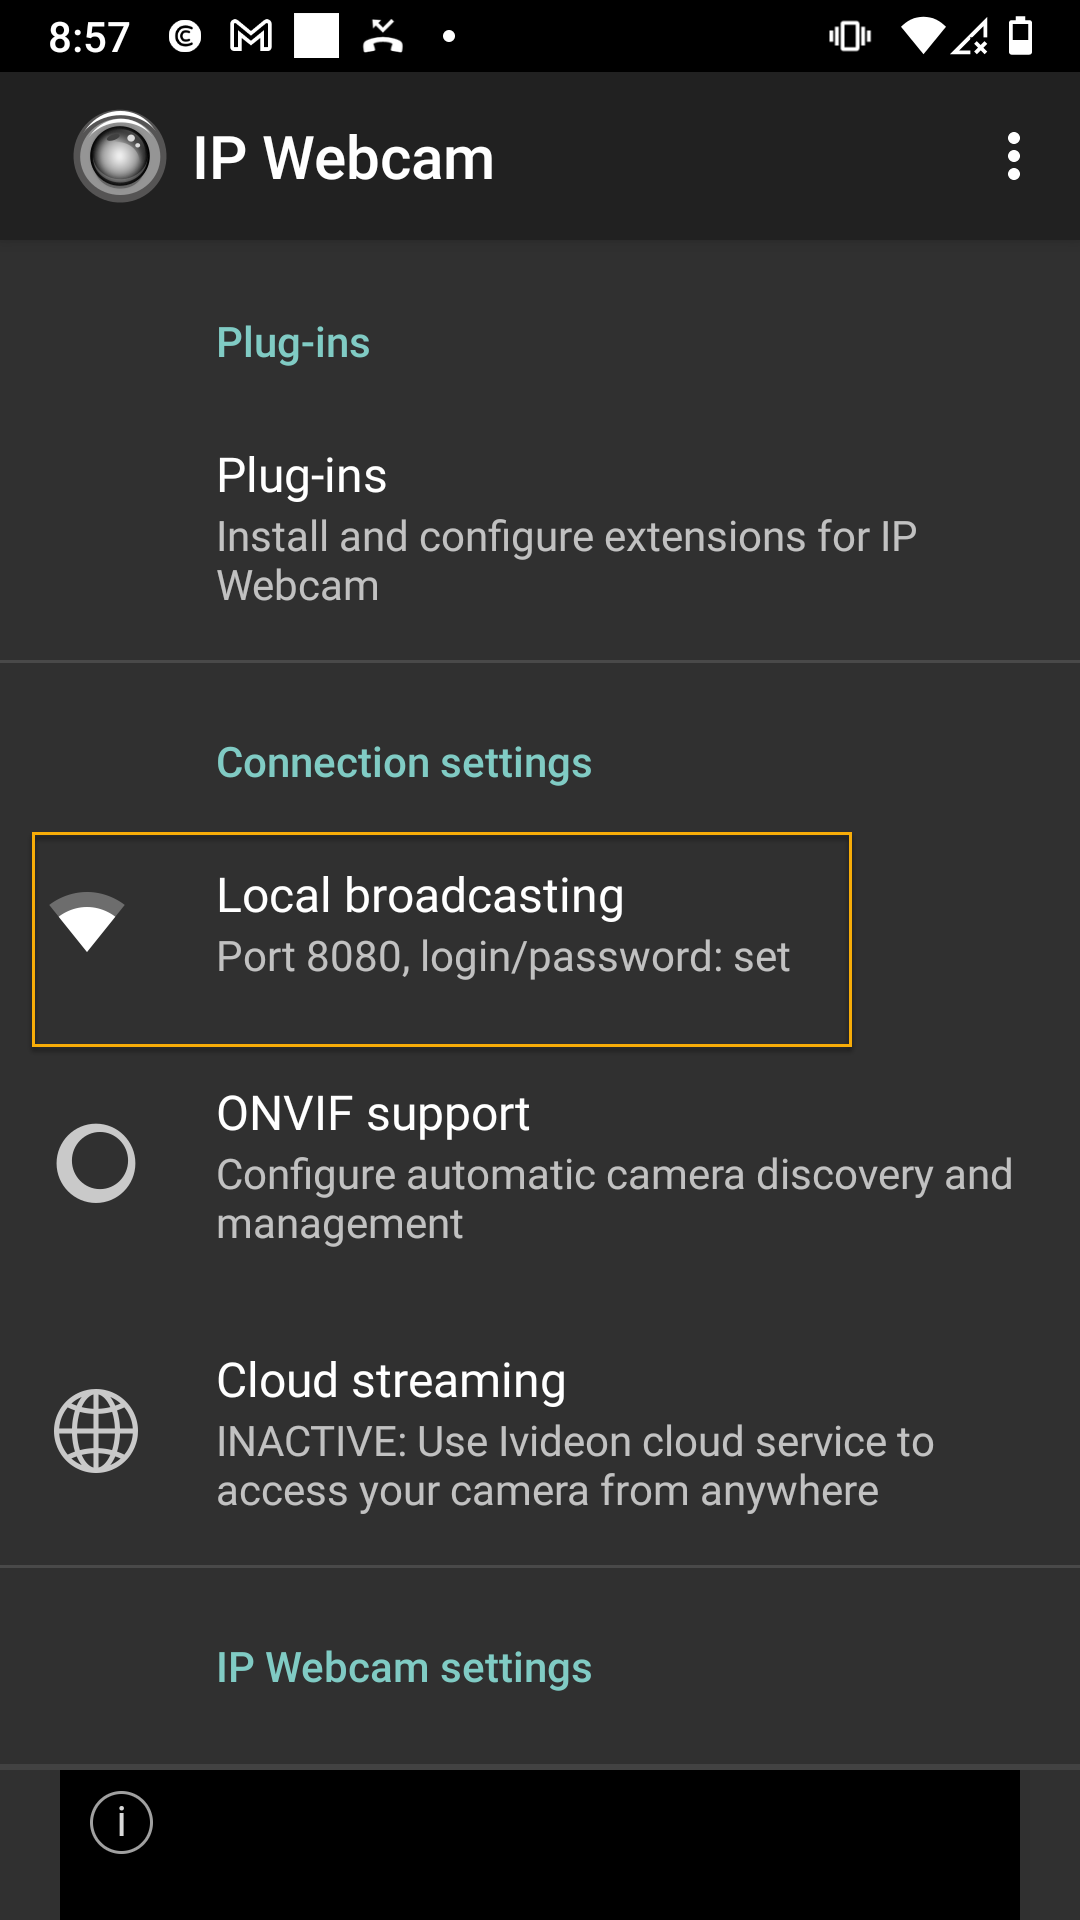 8:57
IP Webcam
Plug-ins
Plug-ins
Install and configure extensions for IP
Webcam
Connection settings
Local broadcasting
Port 8080, login/password: set
ONVIF support
Configure automatic camera discovery and
management
Cloud streaming
INACTIVE: Use Ivideon cloud service to
access your camera from anywhere
IP Webcam settings